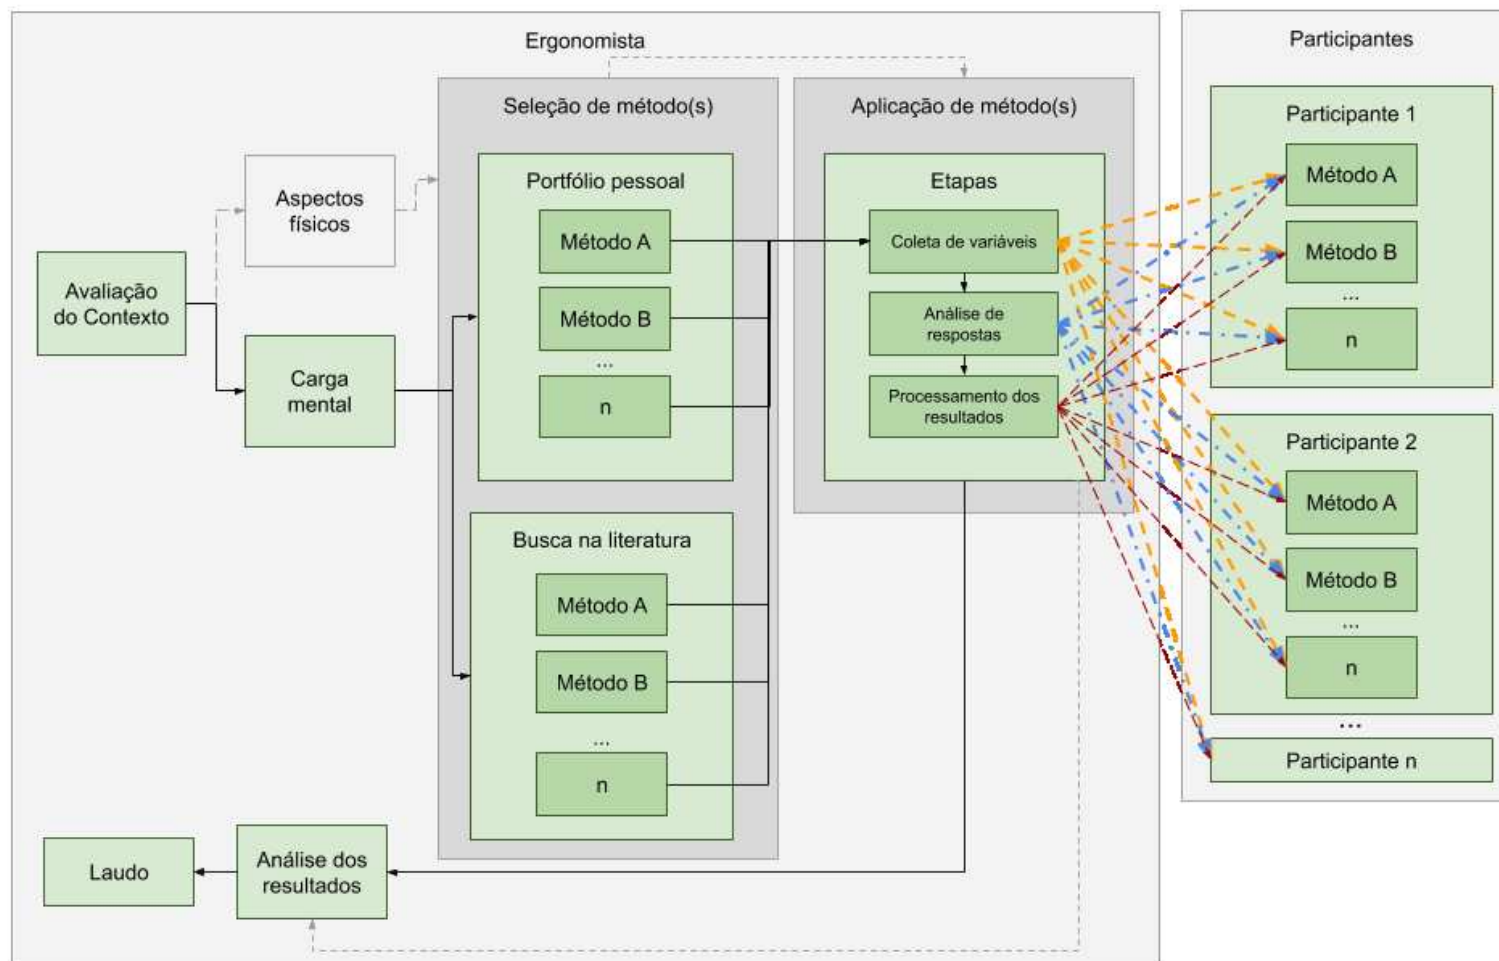 Ergonomista
Seleção de método(s)
Portfólio pessoal
Método A
Método B
...
n
Busca na literatura
Método A
Método B
...
n
Aspectos
físicos
Avaliação
do Contexto
Carga
mental
Aplicação de método(s)
Etapas
Coleta de variáveis
Análise de
respostas
Processamento dos
resultados
Laudo
Análise dos
resultados
Participantes
Participante 1
Método A
Método B
...
n
Participante 2
Método A
Método B
...
n
...
Participante n